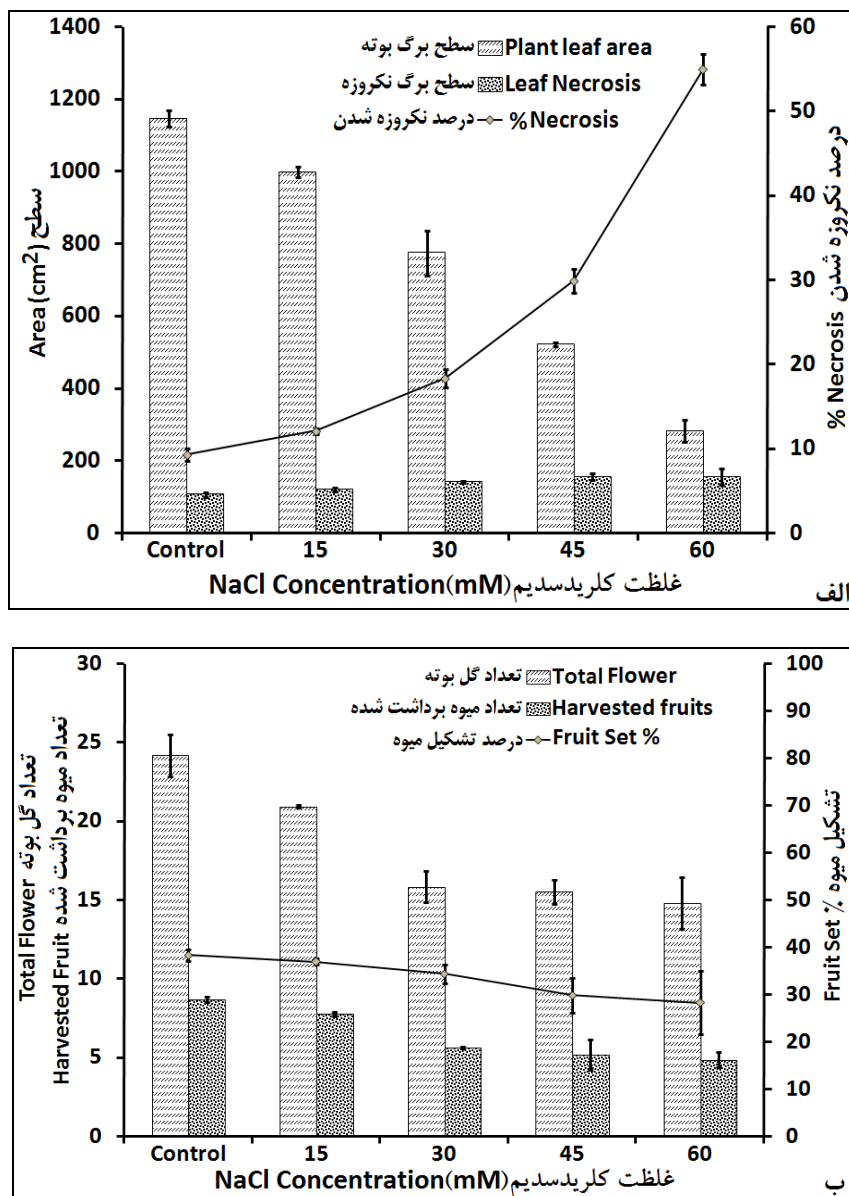 1400
1200
1000
800
600
400
200
0
سطح Area (cm²)
سطح برگ بوته Plant leaf area
سطح برگ نکروزه Leaf Necrosis
درصد نکروزه شدن %Necrosis
60
50
40
30
20
10
0
درصد نکروزه شدن % Necrosis
Control 15 30 45 60
NaCl Concentration(mM)غلظت کلریدسدیم
الف
30
25
20
15
10
5
0
تعداد گل بوته Total Flower
تعداد میوه برداشت شده Harvested Fruit
تعداد گل بوته Total Flower
تعداد میوه برداشت شده Harvested fruits
درصد تشکیل میوه Fruit Set %
100
90
80
70
60
50
40
30
20
10
0
تشکیل میوه % Fruit Set
Control 15 30 45 60
NaCl Concentration(mM)غلظت کلریدسدیم
ب